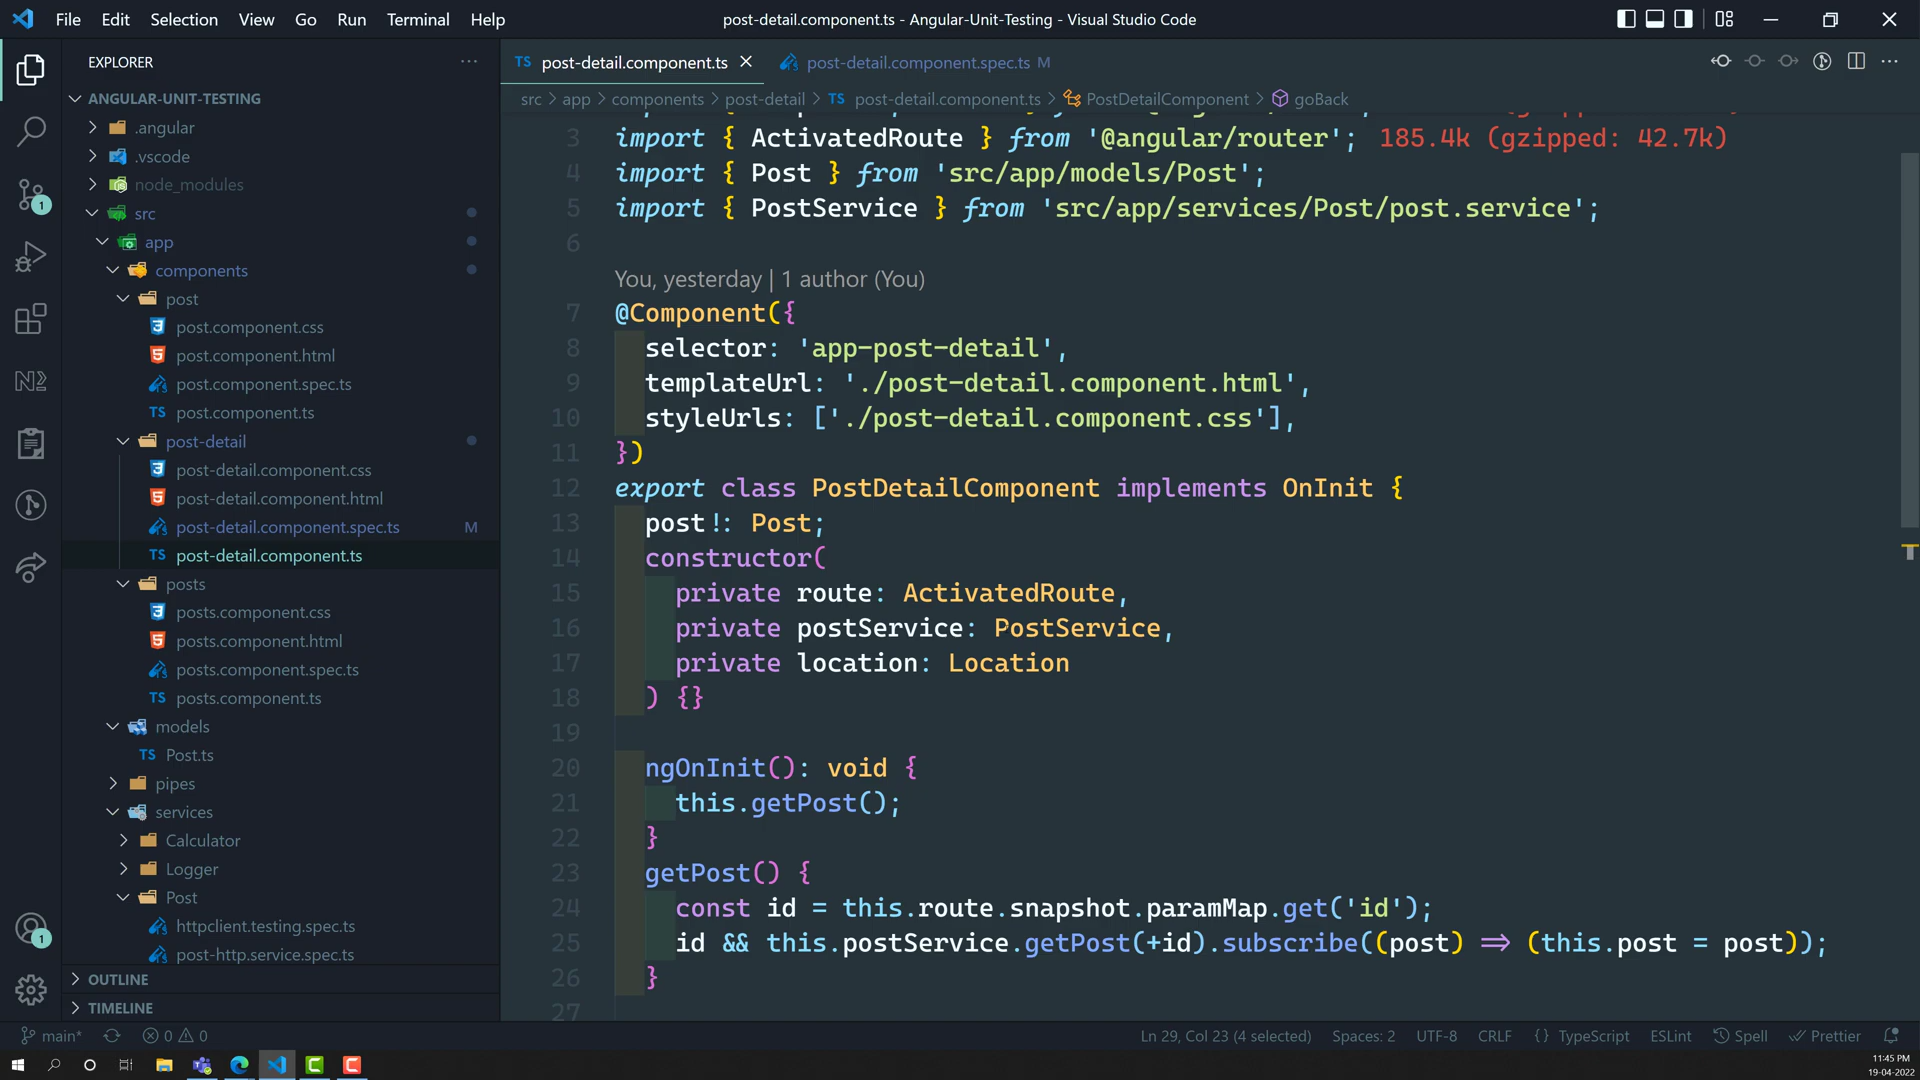 File Edit Selection View Go Run Terminal Help
post-detail.component.ts - Angular-Unit-Testing - Visual Studio Code
EXPLORER
ANGULAR-UNIT-TESTING
.angular
.vscode
node_modules
src
app
components
post
post.component.css
post.component.html
post.component.spec.ts
TS post.component.ts
post-detail
post-detail.component.css
post-detail.component.html
post-detail.component.spec.ts M
TS post-detail.component.ts
posts
posts.component.css
posts.component.html
posts.component.spec.ts
TS posts.component.ts
models
TS Post.ts
pipes
services
Calculator
Logger
Post
httpclient.testing.spec.ts
post-http.service.spec.ts
OUTLINE
TIMELINE
1
1
TS post-detail.component.ts
post-detail.component.spec.ts M
src > app > components > post-detail > TS post-detail.component.ts > PostDetailComponent > goBack
3 import { ActivatedRoute } from '@angular/router'; 185.4k (gzipped: 42.7k)
4 import { Post } from 'src/app/models/Post';
5 import { PostService } from 'src/app/services/Post/post.service';
6
You, yesterday | 1 author (You)
7 @Component({
8 selector: 'app-post-detail',
9 templateUrl: './post-detail.component.html',
10 styleUrls: ['./post-detail.component.css'],
11 })
12 export class PostDetailComponent implements OnInit {
13 post!: Post;
14 constructor(
15 private route: ActivatedRoute,
16 private postService: PostService,
17 private location: Location
18 ) {}
19
20 ngOnInit(): void {
21 this.getPost();
22 }
23 getPost() {
24 const id = this.route.snapshot.paramMap.get('id');
25 id && this.postService.getPost(+id).subscribe((post) => (this.post = post));
26 }
27
main* 0 0
Ln 29, Col 23 (4 selected) Spaces: 2 UTF-8 CRLF {} TypeScript ESLint Spell Prettier
11:45 PM
19-04-2022